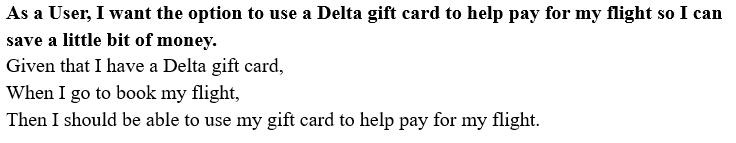 As a User, I want the option to use a Delta gift card to help pay for my flight so I can
save a little bit of money.
Given that I have a Delta gift card,
When I go to book my flight,
Then I should be able to use my gift card to help pay for my flight.